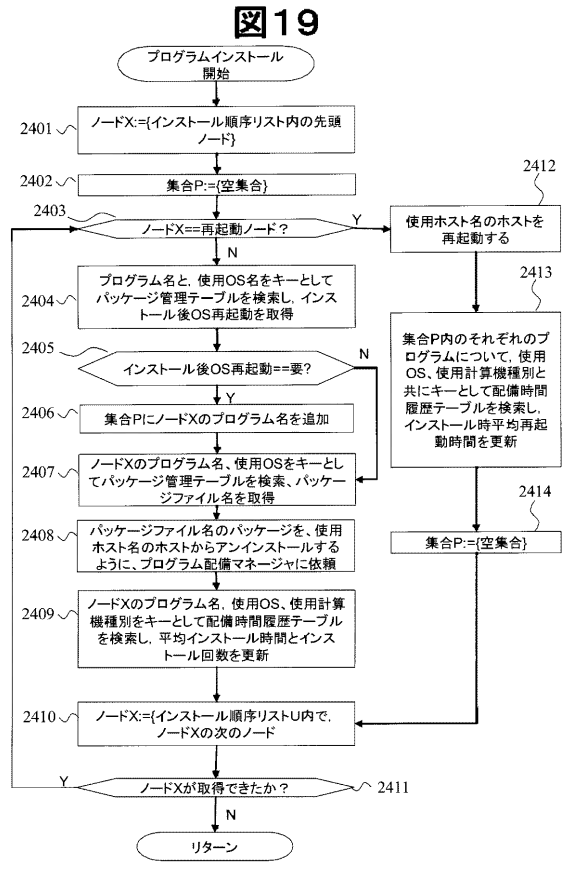 図19
プログラムインストール
開始
2401
ノードX:={インストール順序リスト内の先頭
ノード}
2402
集合P:={空集合}
2403
ノードX==再起動ノード?
Y
N
2404
プログラム名と,使用OS名をキーとして
パッケージ管理テーブルを検索し,インス
トール後OS再起動を取得
2405
インストール後OS再起動==要?
N
Y
2406
集合PにノードXのプログラム名を追加
2407
ノードXのプログラム名、使用OSをキーとし
てパッケージ管理テーブルを検索、パッケー
ジファイル名を取得
2408
パッケージファイル名のパッケージを、使用
ホスト名のホストからアンインストールする
ように、プログラム配備マネージャに依頼
2409
ノードXのプログラム名,使用OS、使用計算
機種別をキーとして配備時間履歴テーブル
を検索し,平均インストール時間とインス
トール回数を更新
2410
ノードX:={インストール順序リストU内で,
ノードXの次のノード
2411
ノードXが取得できたか?
Y
N
リターン
2412
使用ホスト名のホストを
再起動する
2413
集合P内のそれぞれのプ
ログラムについて,使用
OS、使用計算機種別と
共にキーとして配備時間
履歴テーブルを検索し,
インストール時平均再起
動時間を更新
2414
集合P:={空集合}